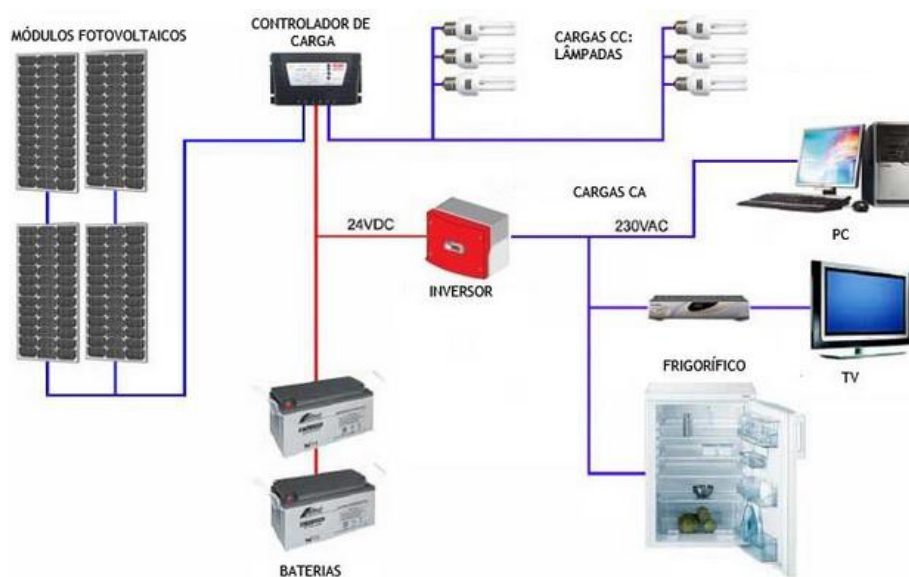 MÓDULOS FOTOVOLTAICOS
CONTROLADOR DE
CARGA
CARGAS CC:
LÂMPADAS
CARGAS CA
24VDC
230VAC
PC
INVERSOR
TV
FRIGORÍFICO
BATERIAS